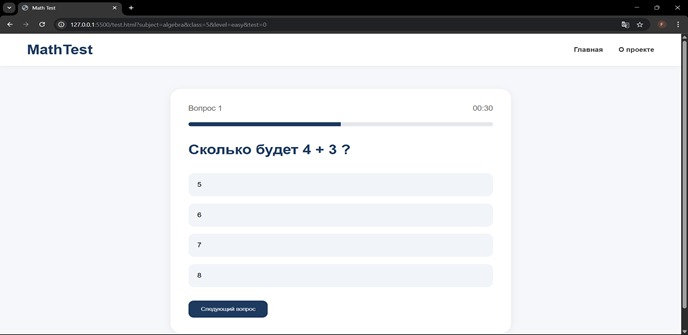 Math Test
127.0.0.1:5500/test.html?subject=algebra&class=5&level=easy&test=0
MathTest
Главная
О проекте
Вопрос 1
00:30
Сколько будет 4 + 3 ?
5
6
7
8
Следующий вопрос